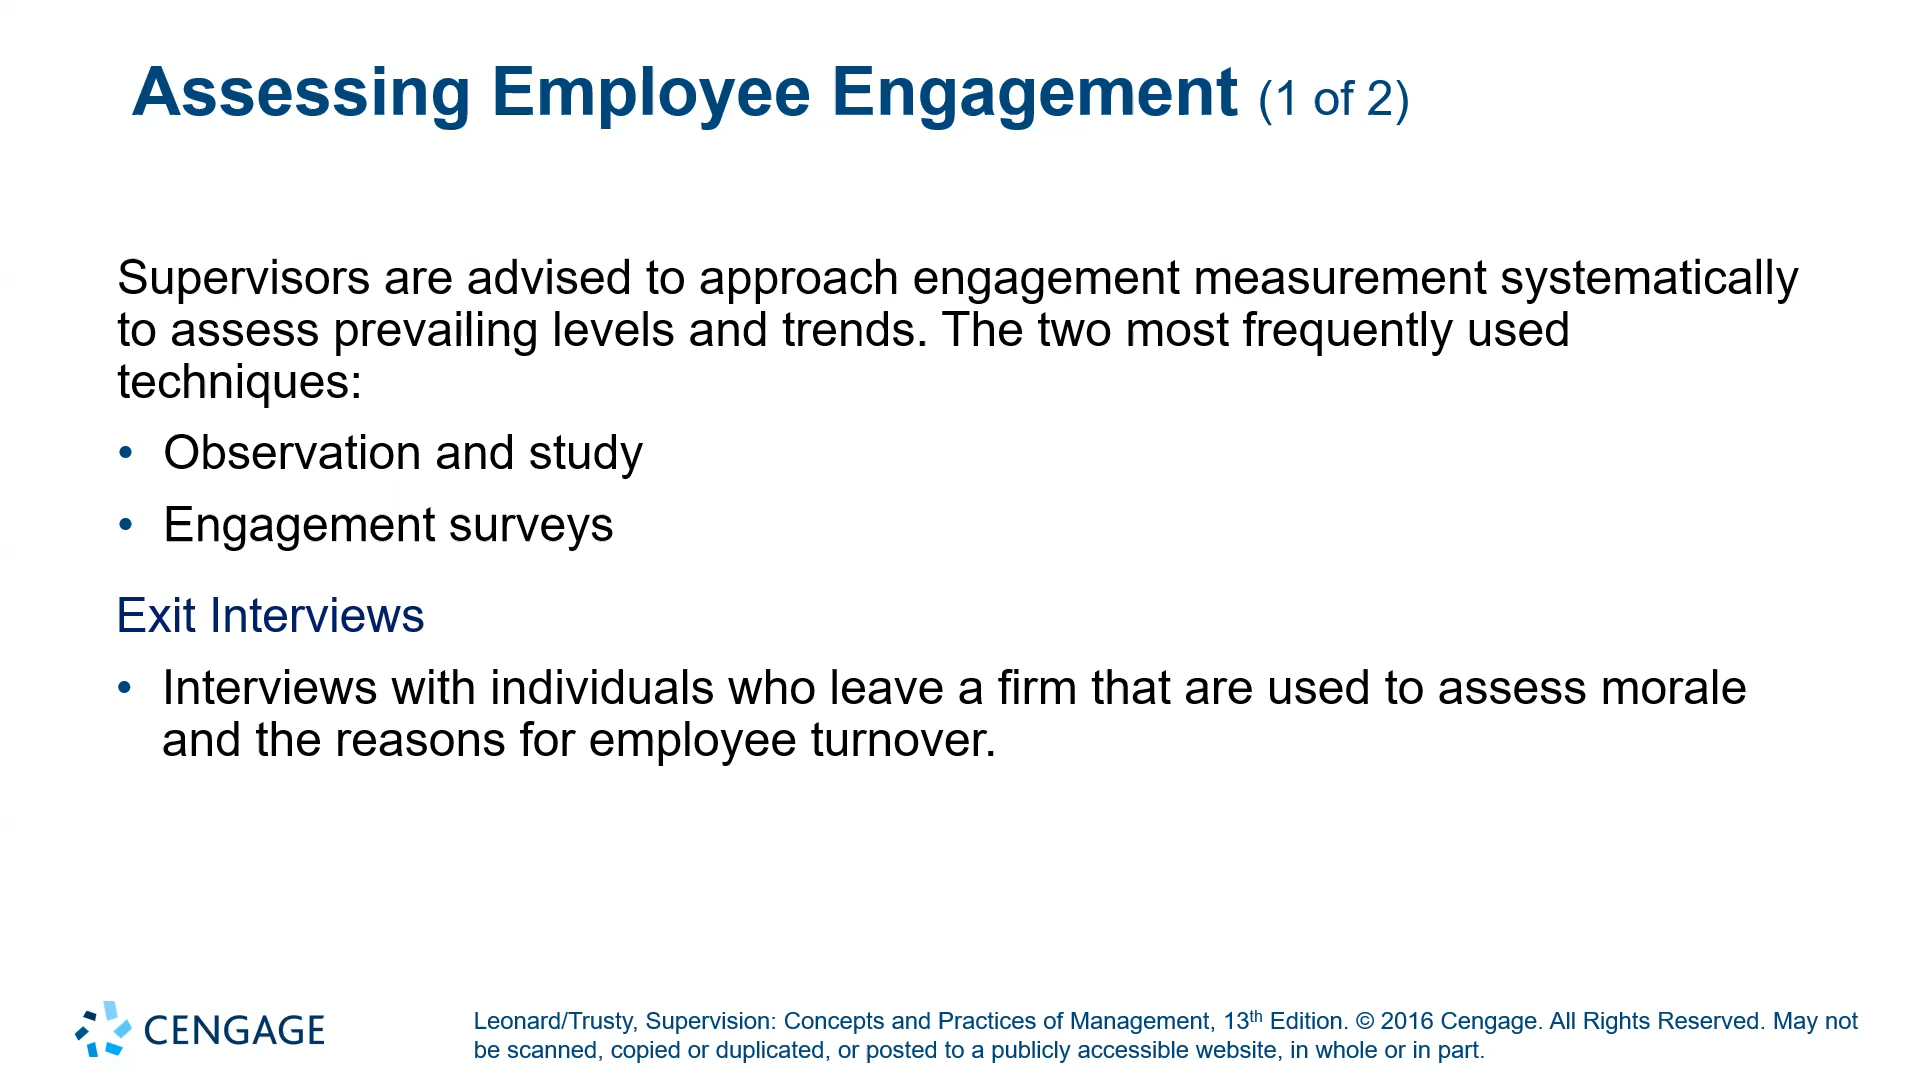 Assessing Employee Engagement (1 of 2)
Supervisors are advised to approach engagement measurement systematically
to assess prevailing levels and trends. The two most frequently used
techniques:
• Observation and study
• Engagement surveys
Exit Interviews
• Interviews with individuals who leave a firm that are used to assess morale
and the reasons for employee turnover.
CENGAGE
Leonard/Trusty, Supervision: Concepts and Practices of Management, 13th Edition. © 2016 Cengage. All Rights Reserved. May not
be scanned, copied or duplicated, or posted to a publicly accessible website, in whole or in part.